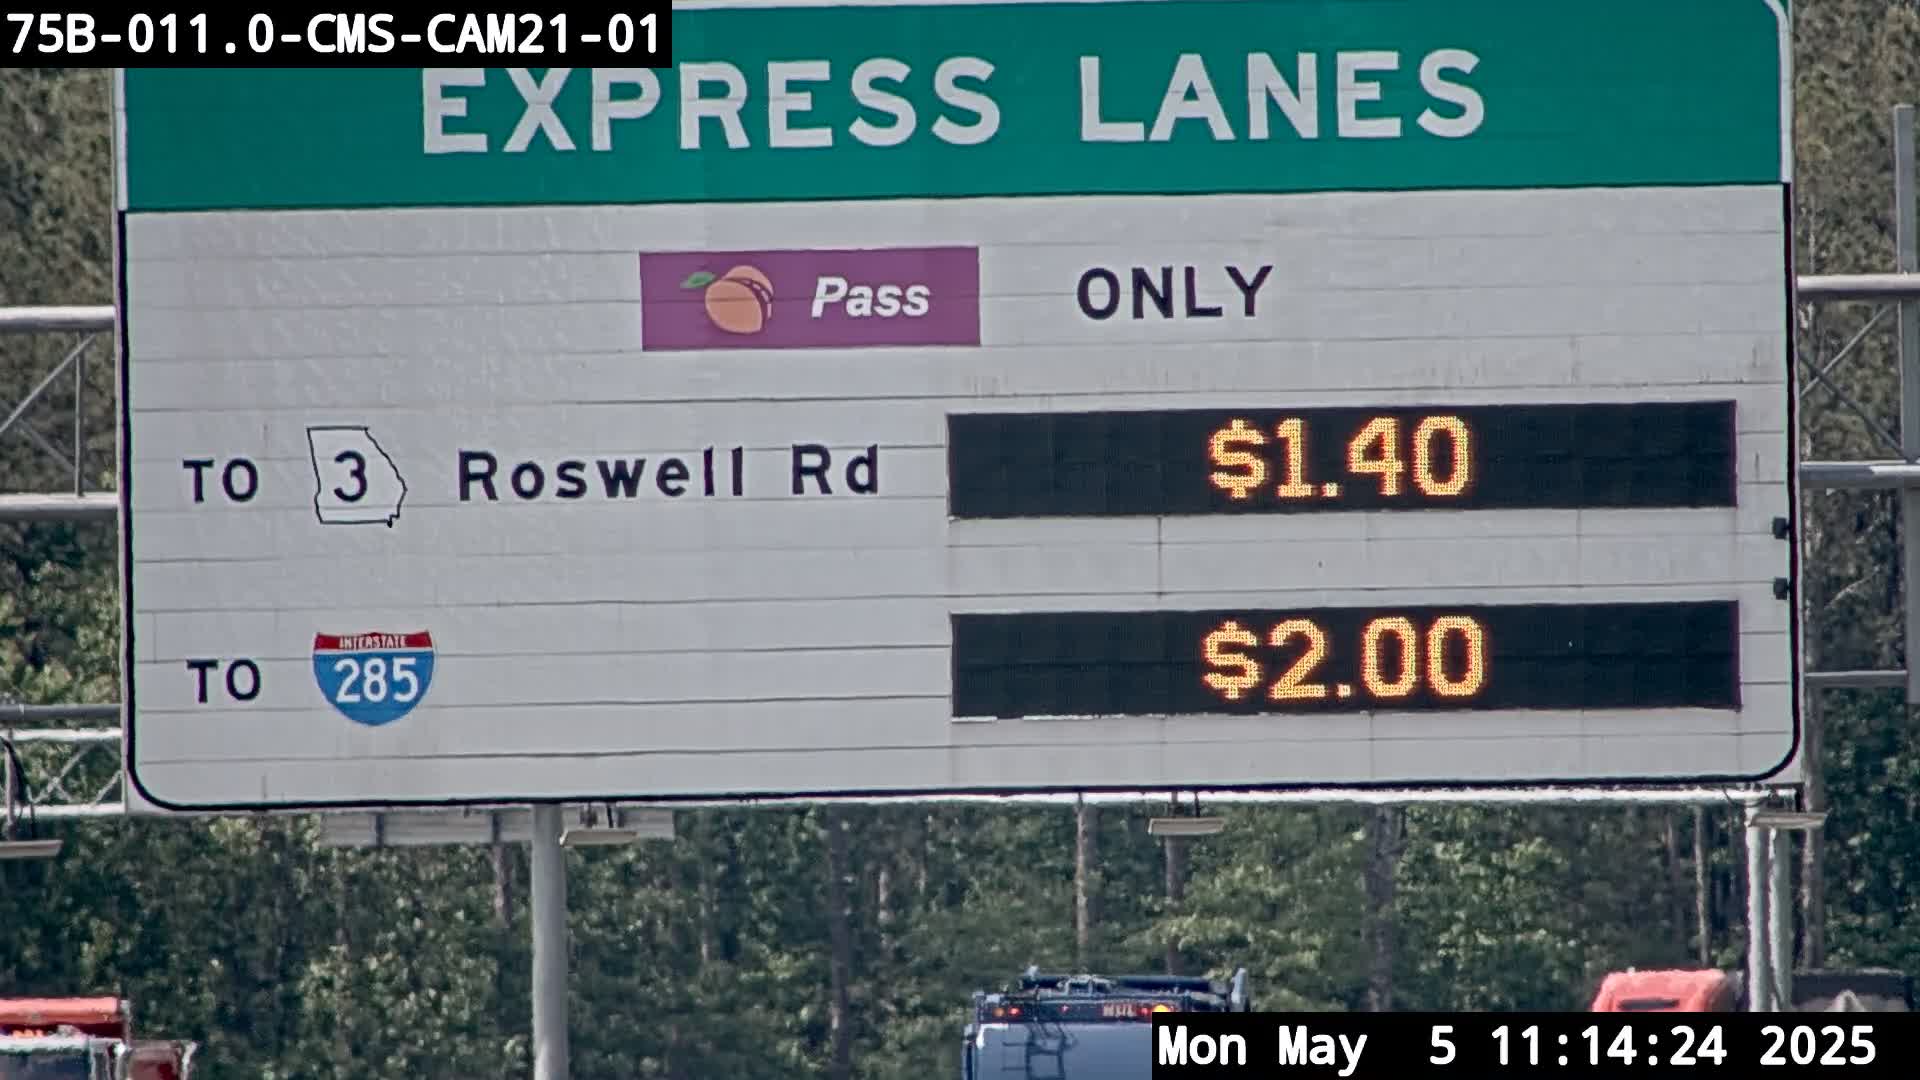 75B-011.0-CMS-CAM21-01
EXPRESS LANES
Pass ONLY
TO 3 Roswell Rd $1.40
INTERSTATE
TO 285 $2.00
Mon May 5 11:14:24 2025